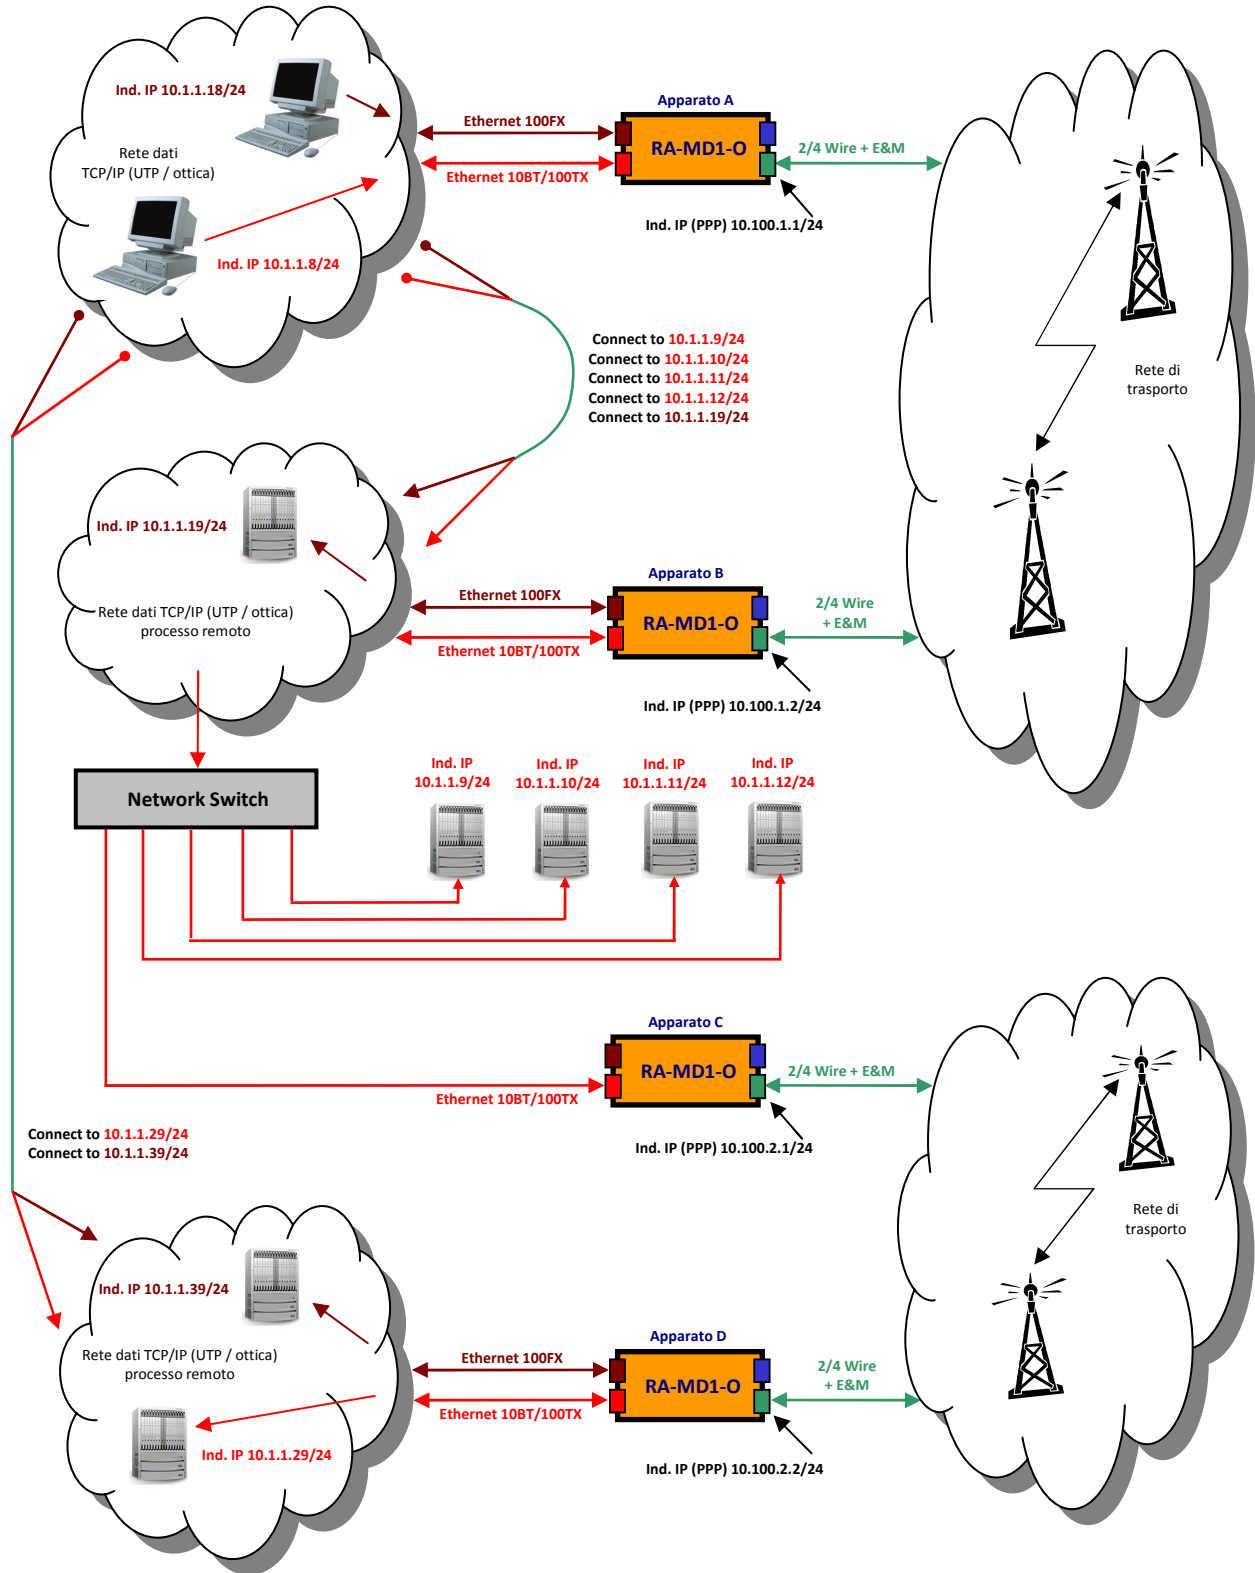 Ind. IP 10.1.1.18/24
Rete dati
TCP/IP (UTP / ottica)
Ind. IP 10.1.1.8/24
Ethernet 100FX
Ethernet 10BT/100TX
Apparato A
RA-MD1-O
2/4 Wire + E&M
Ind. IP (PPP) 10.100.1.1/24
Connect to 10.1.1.9/24
Connect to 10.1.1.10/24
Connect to 10.1.1.11/24
Connect to 10.1.1.12/24
Connect to 10.1.1.19/24
Rete di
trasporto
Ind. IP 10.1.1.19/24
Rete dati TCP/IP (UTP / ottica)
processo remoto
Ethernet 100FX
Ethernet 10BT/100TX
Apparato B
RA-MD1-O
2/4 Wire
+ E&M
Ind. IP (PPP) 10.100.1.2/24
Network Switch
Ind. IP
10.1.1.9/24
Ind. IP
10.1.1.10/24
Ind. IP
10.1.1.11/24
Ind. IP
10.1.1.12/24
Apparato C
RA-MD1-O
2/4 Wire + E&M
Ethernet 10BT/100TX
Ind. IP (PPP) 10.100.2.1/24
Connect to 10.1.1.29/24
Connect to 10.1.1.39/24
Rete di
trasporto
Ind. IP 10.1.1.39/24
Rete dati TCP/IP (UTP / ottica)
processo remoto
Ind. IP 10.1.1.29/24
Ethernet 100FX
Ethernet 10BT/100TX
Apparato D
RA-MD1-O
2/4 Wire
+ E&M
Ind. IP (PPP) 10.100.2.2/24